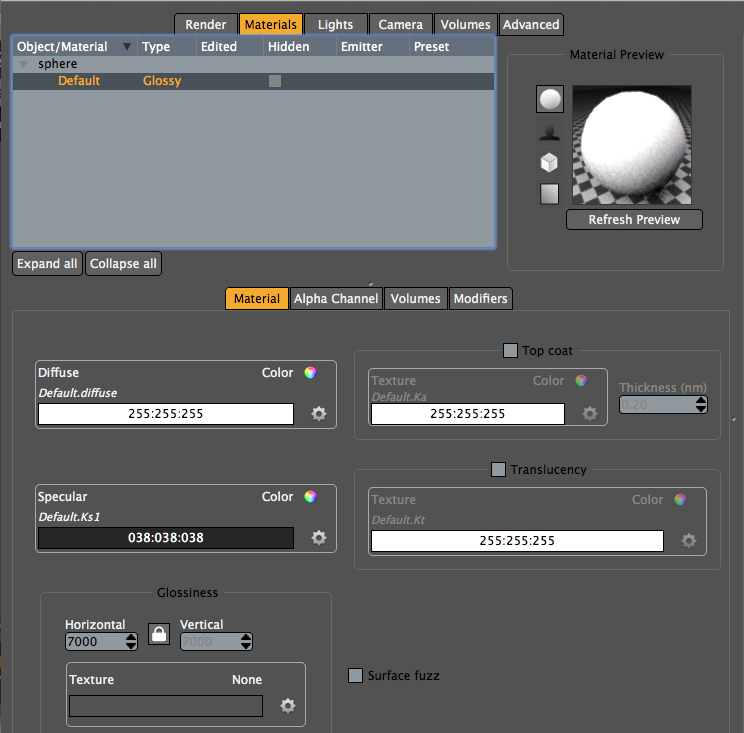 Render Materials Lights Camera Volumes Advanced
Object/Material Type Edited Hidden Emitter Preset
sphere
Default Glossy
Material Preview
Refresh Preview
Expand all Collapse all
Material Alpha Channel Volumes Modifiers
Diffuse Color
Default.diffuse
255:255:255
Top coat
Texture Color
Default.Ka
255:255:255
Thickness (nm)
0.20
Specular Color
Default.Ks1
038:038:038
Translucency
Texture Color
Default.Kt
255:255:255
Glossiness
Horizontal Vertical
7000 7000
Texture None
Surface fuzz